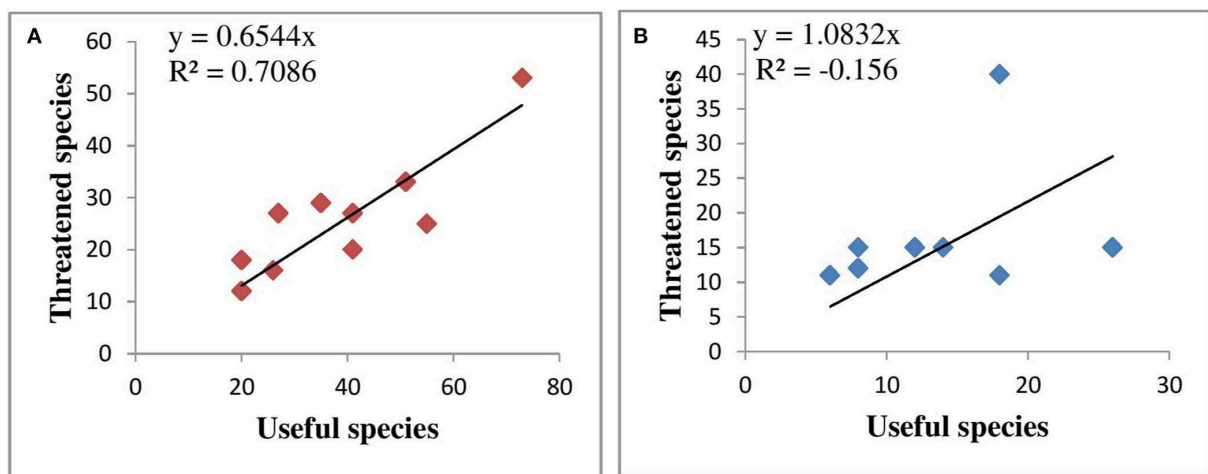 A
y = 0.6544x
R² = 0.7086
60
50
40
30
20
10
0
Threatened species
0 20 40 60 80
Useful species
B
y = 1.0832x
R² = -0.156
45
40
35
30
25
20
15
10
5
0
Threatened species
0 10 20 30
Useful species